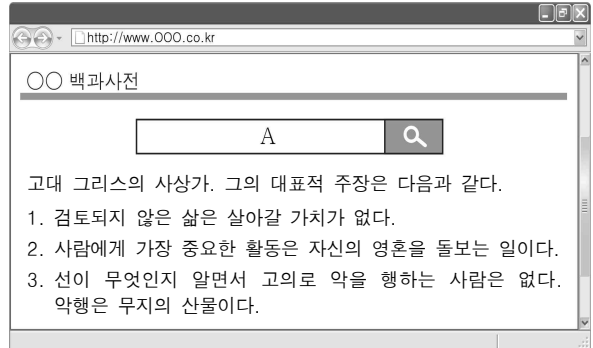 http://www.OOO.co.kr
○○ 백과사전
A
고대 그리스의 사상가. 그의 대표적 주장은 다음과 같다.
1. 검토되지 않은 삶은 살아갈 가치가 없다.
2. 사람에게 가장 중요한 활동은 자신의 영혼을 돌보는 일이다.
3. 선이 무엇인지 알면서 고의로 악을 행하는 사람은 없다.
악행은 무지의 산물이다.